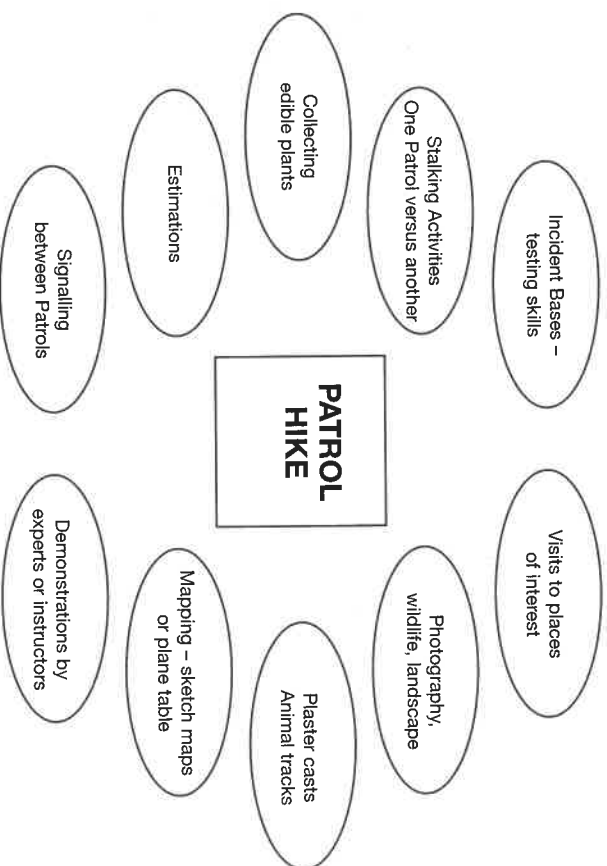 Incident Bases –
testing skills
Visits to places
of interest
Stalking Activities
One Patrol versus another
Photography,
wildlife, landscape
Collecting
edible plants
PATROL
HIKE
Plaster casts
Animal tracks
Estimations
Mapping – sketch maps
or plane table
Signalling
between Patrols
Demonstrations by
experts or instructors